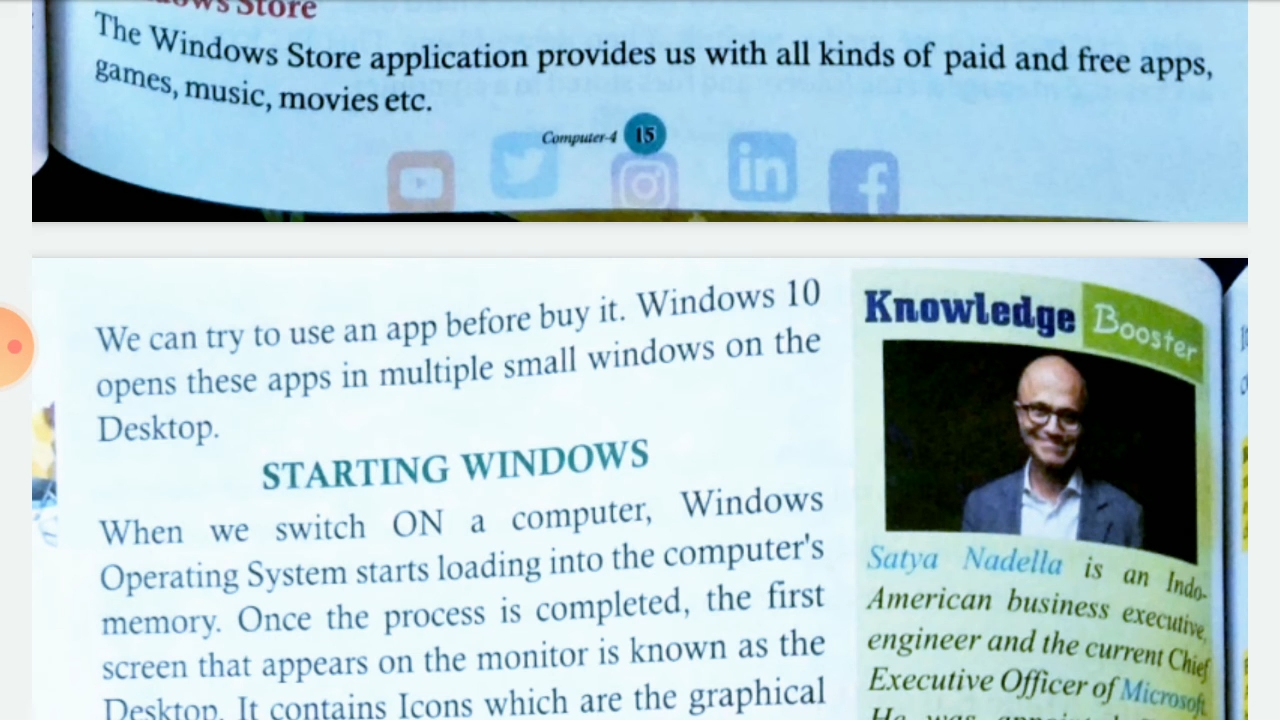 ows Store
The Windows Store application provides us with all kinds of paid and free apps,
games, music, movies etc.
Computer-4 15
in
f
We can try to use an app before buy it. Windows 10
opens these apps in multiple small windows on the
Desktop.
STARTING WINDOWS
When we switch ON a computer, Windows
Operating System starts loading into the computer's
memory. Once the process is completed, the first
screen that appears on the monitor is known as the
Desktop. It contains Icons which are the graphical
Knowledge Booster
Satya Nadella is an Indo-
American business executive,
engineer and the current Chief
Executive Officer of Microsoft.
He was